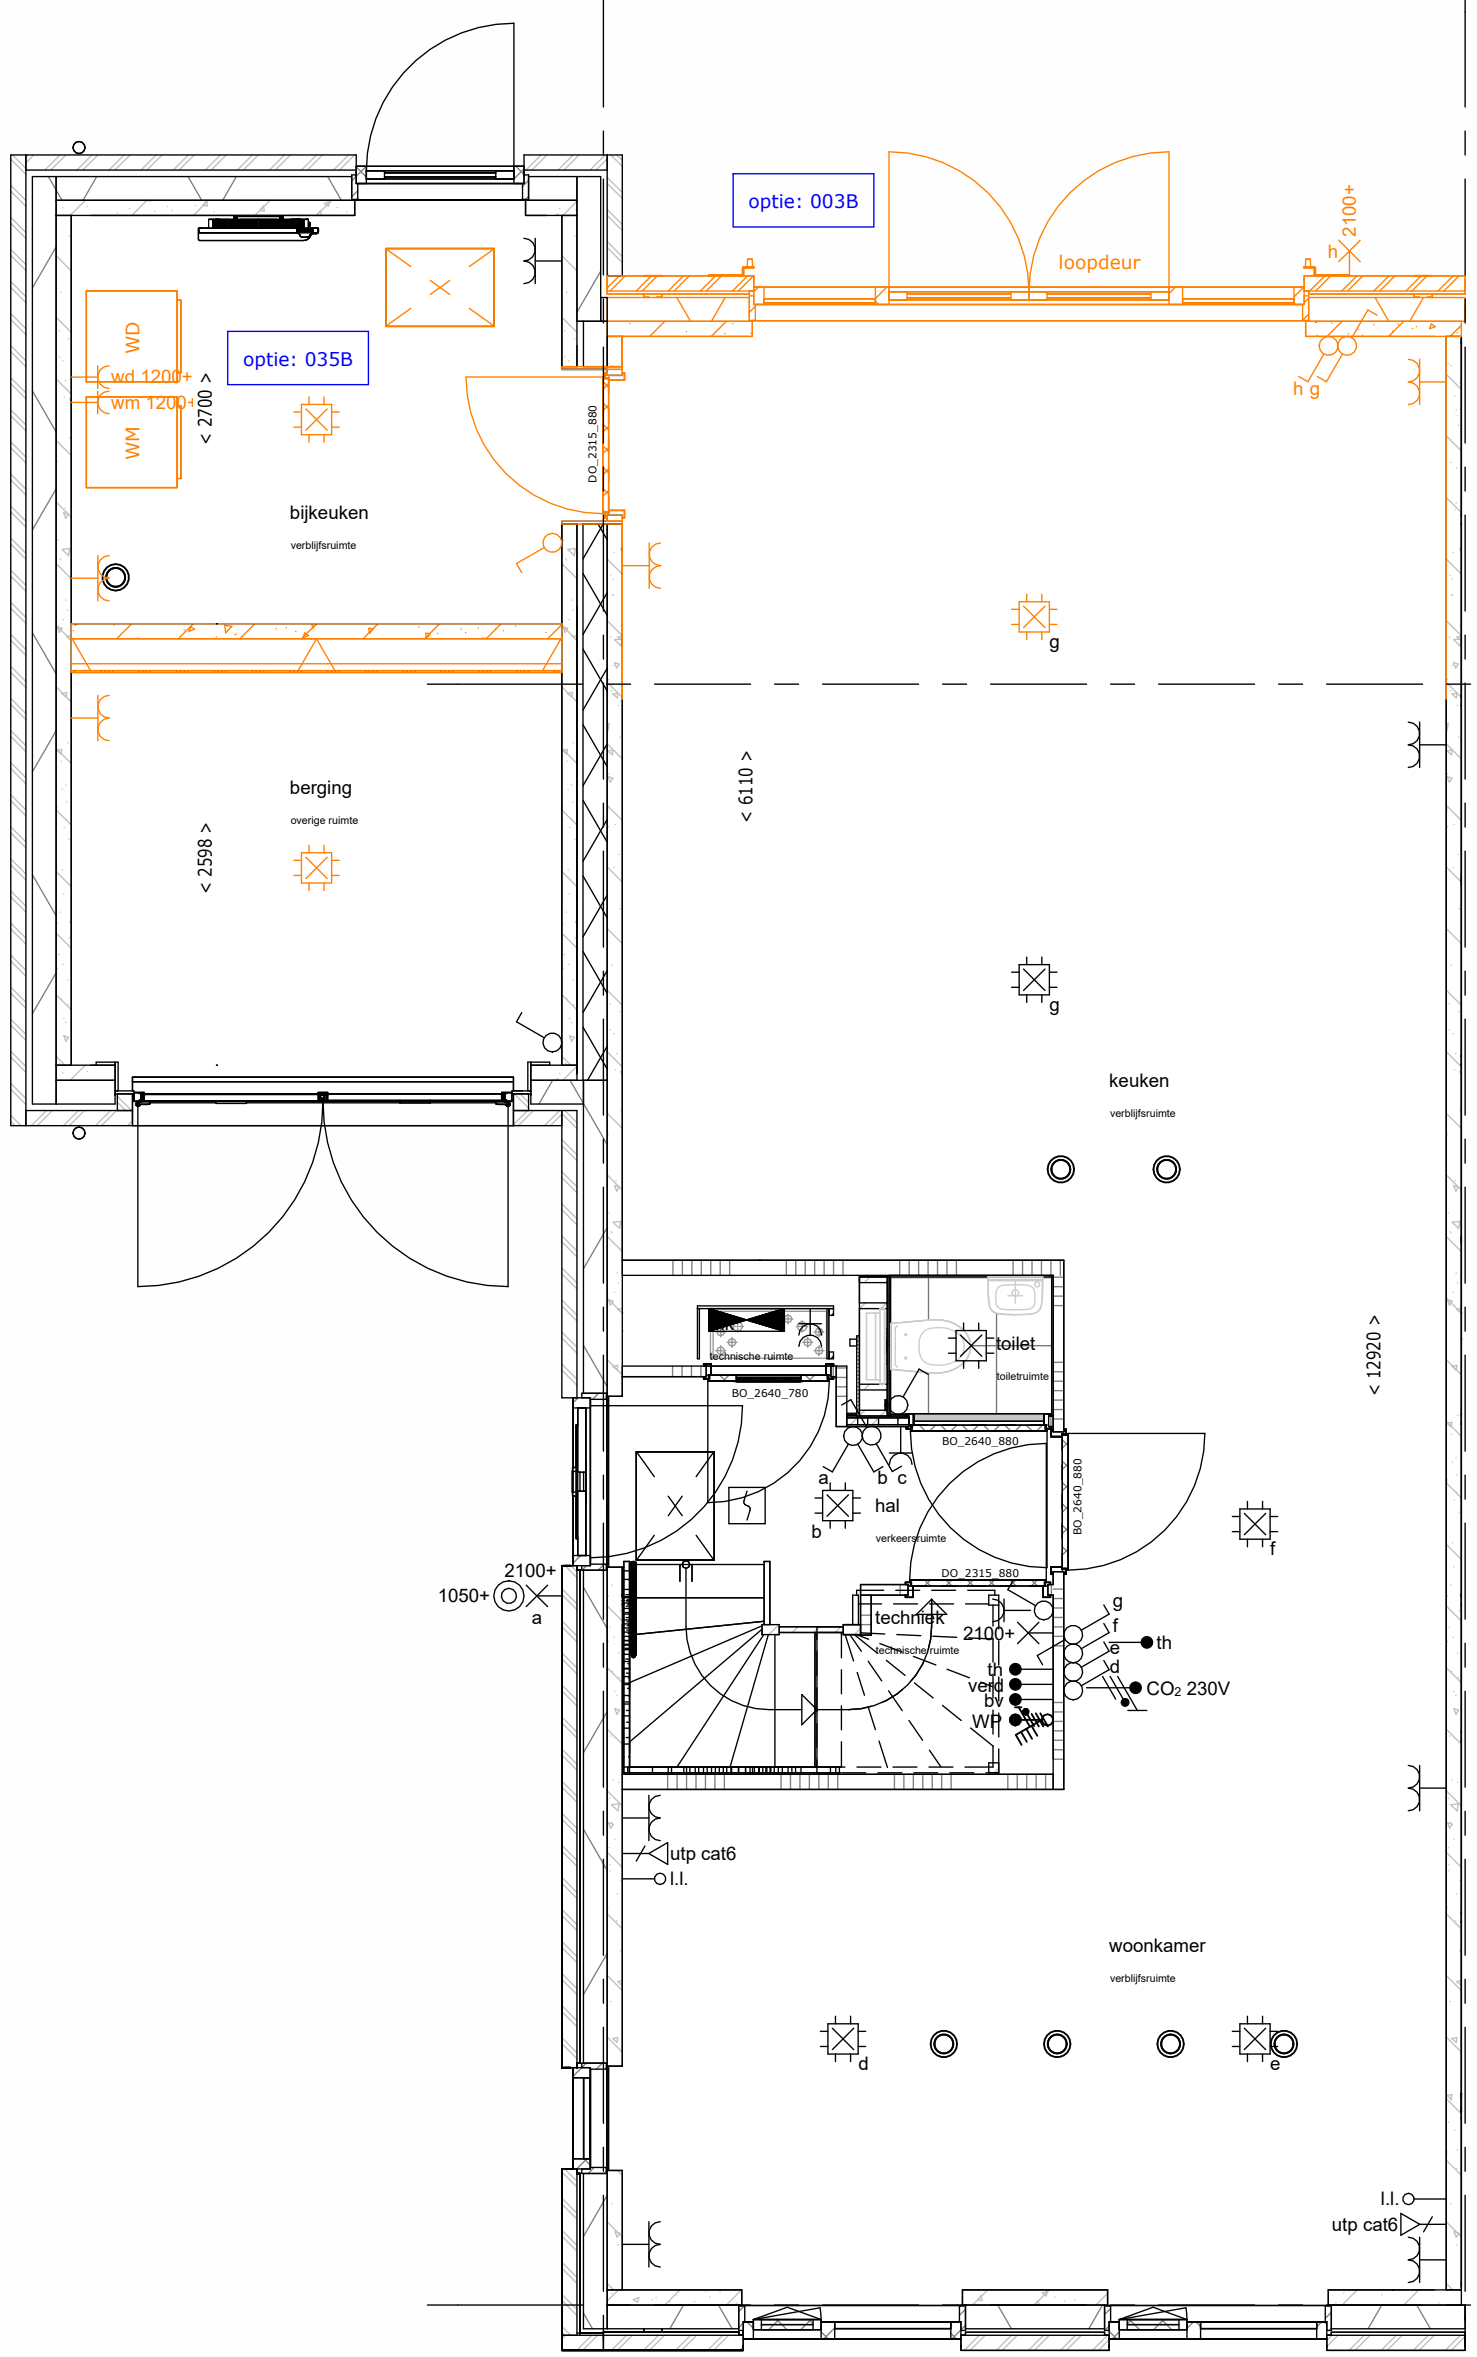 optie: 003B
2100+
h
loopdeur
WD
optie: 035B
wd 1200+
wm 1200+
WM
< 2700 >
h g
DO_2315_880
bijkeuken
verblijfsruimte
g
< 6110 >
berging
overige ruimte
< 2598 >
g
keuken
verblijfsruimte
< 12920 >
toilet
technische ruimte
toiletruimte
BO_2640_780
BO_2640_880
BO_2640_880
a
b c
hal
b
verkeersruimte
f
DO_2315_880
2100+
1050+
a
techniek
2100+
technische ruimte
g
f
e
d
th
th
verd
bv
WP
CO₂ 230V
utp cat6
l.l.
woonkamer
verblijfsruimte
d
e
l.l.
utp cat6